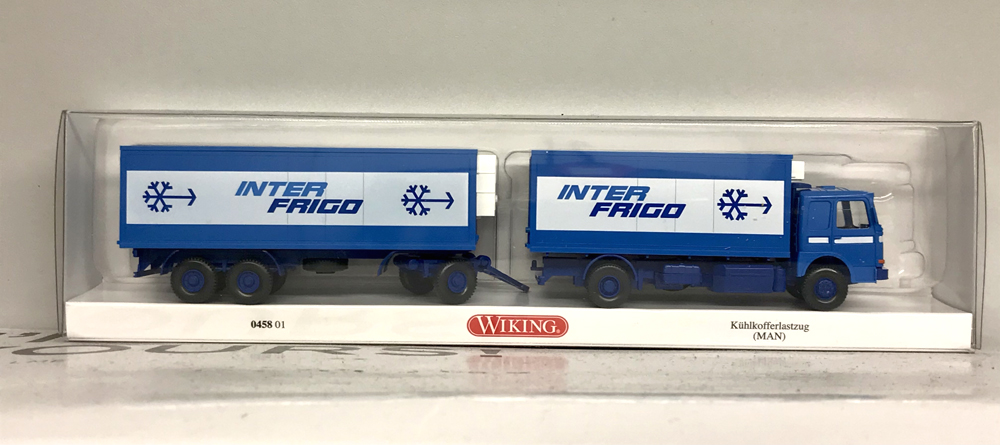 INTER
FRIGO
INTER
FRIGO
0458 01
WIKING
Kühlkofferlastzug
(MAN)